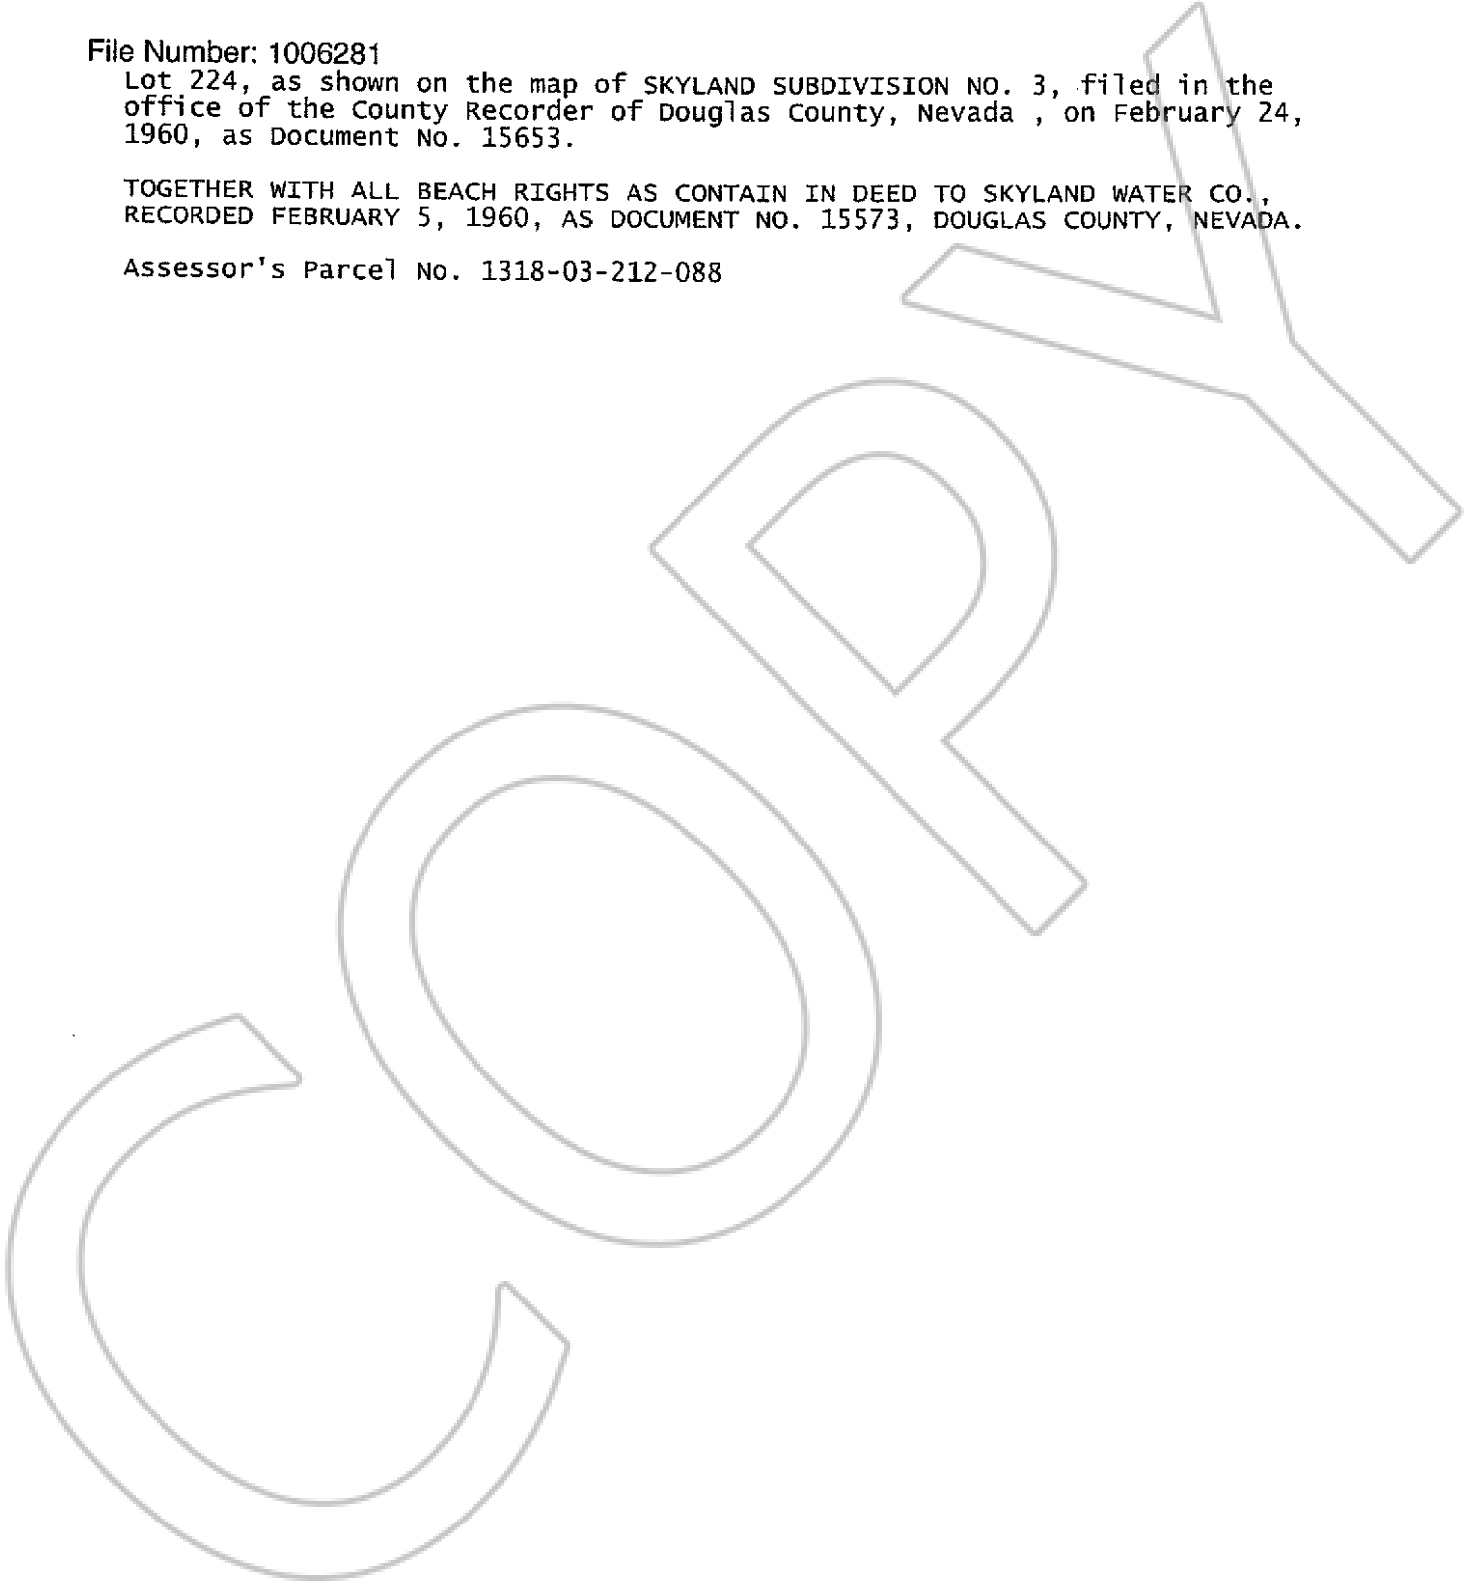 File Number: 1006281
Lot 224, as shown on the map of SKYLAND SUBDIVISION NO. 3, filed in the
office of the County Recorder of Douglas County, Nevada , on February 24,
1960, as Document No. 15653.
TOGETHER WITH ALL BEACH RIGHTS AS CONTAIN IN DEED TO SKYLAND WATER CO.,
RECORDED FEBRUARY 5, 1960, AS DOCUMENT NO. 15573, DOUGLAS COUNTY, NEVADA.
Assessor's Parcel No. 1318-03-212-088
COPY